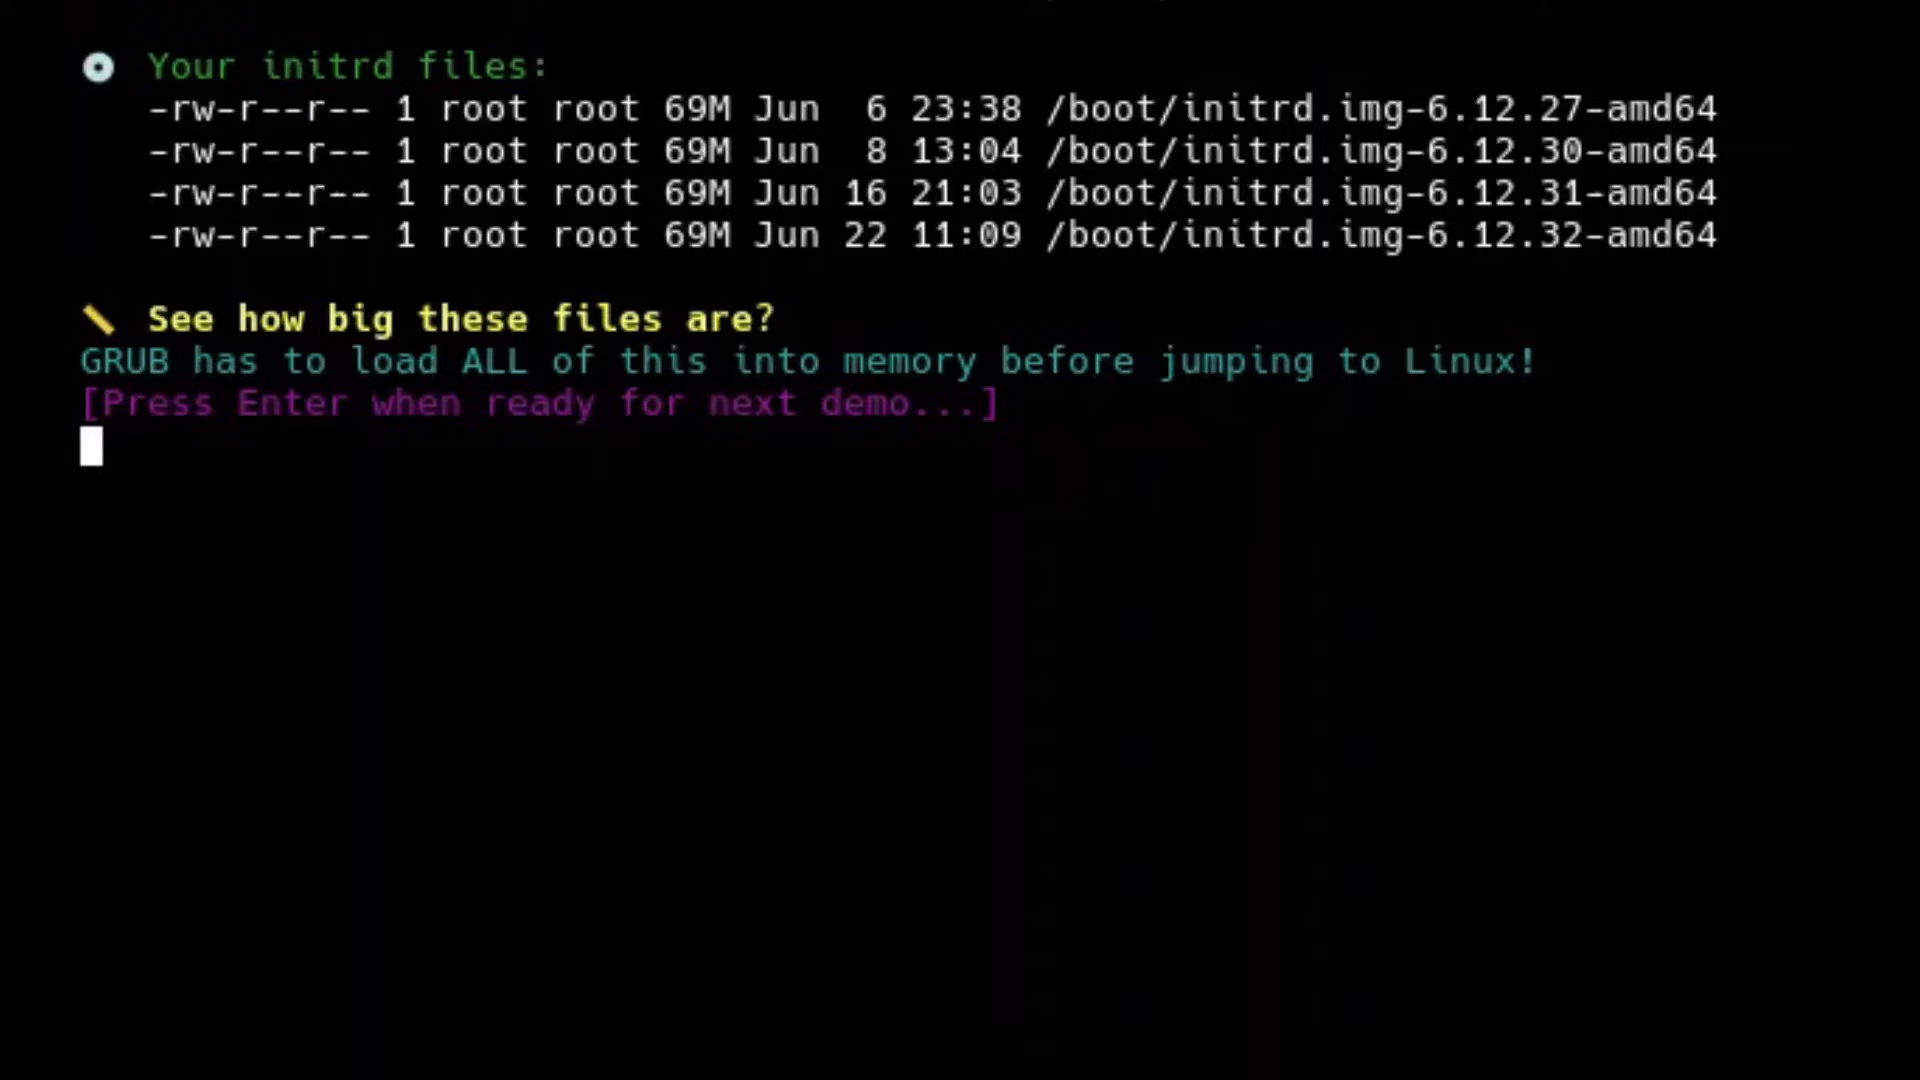 Your initrd files:
-rw-r--r-- 1 root root 69M Jun  6 23:38 /boot/initrd.img-6.12.27-amd64
-rw-r--r-- 1 root root 69M Jun  8 13:04 /boot/initrd.img-6.12.30-amd64
-rw-r--r-- 1 root root 69M Jun 16 21:03 /boot/initrd.img-6.12.31-amd64
-rw-r--r-- 1 root root 69M Jun 22 11:09 /boot/initrd.img-6.12.32-amd64
See how big these files are?
GRUB has to load ALL of this into memory before jumping to Linux!
[Press Enter when ready for next demo...]